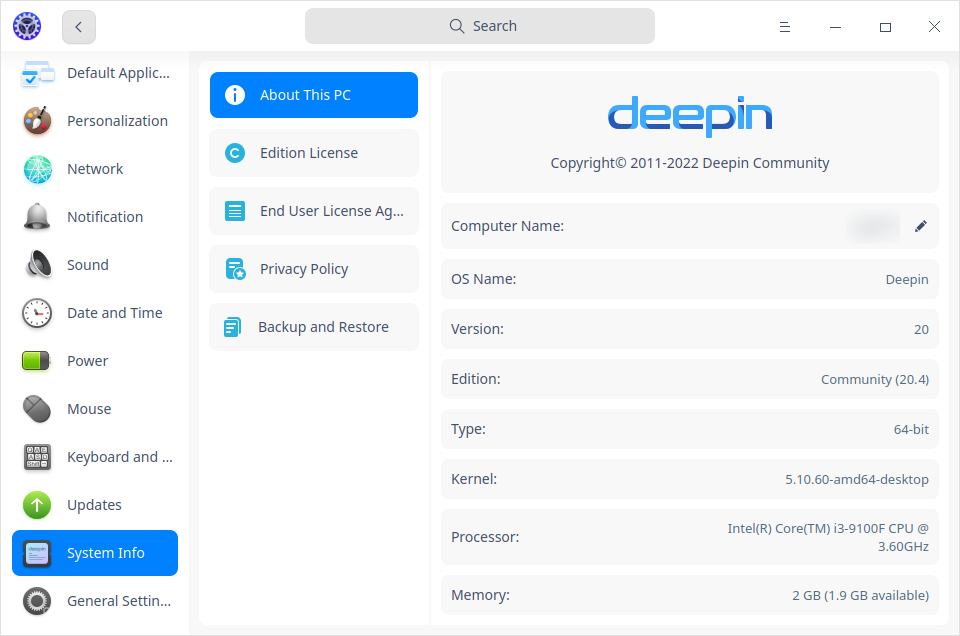 Search
Default Applic...
Personalization
Network
Notification
Sound
Date and Time
Power
Mouse
Keyboard and ...
Updates
System Info
General Settin...
About This PC
Edition License
End User License Ag...
Privacy Policy
Backup and Restore
deepin
Copyright© 2011-2022 Deepin Community
Computer Name:
OS Name: Deepin
Version: 20
Edition: Community (20.4)
Type: 64-bit
Kernel: 5.10.60-amd64-desktop
Processor: Intel(R) Core(TM) i3-9100F CPU @
3.60GHz
Memory: 2 GB (1.9 GB available)